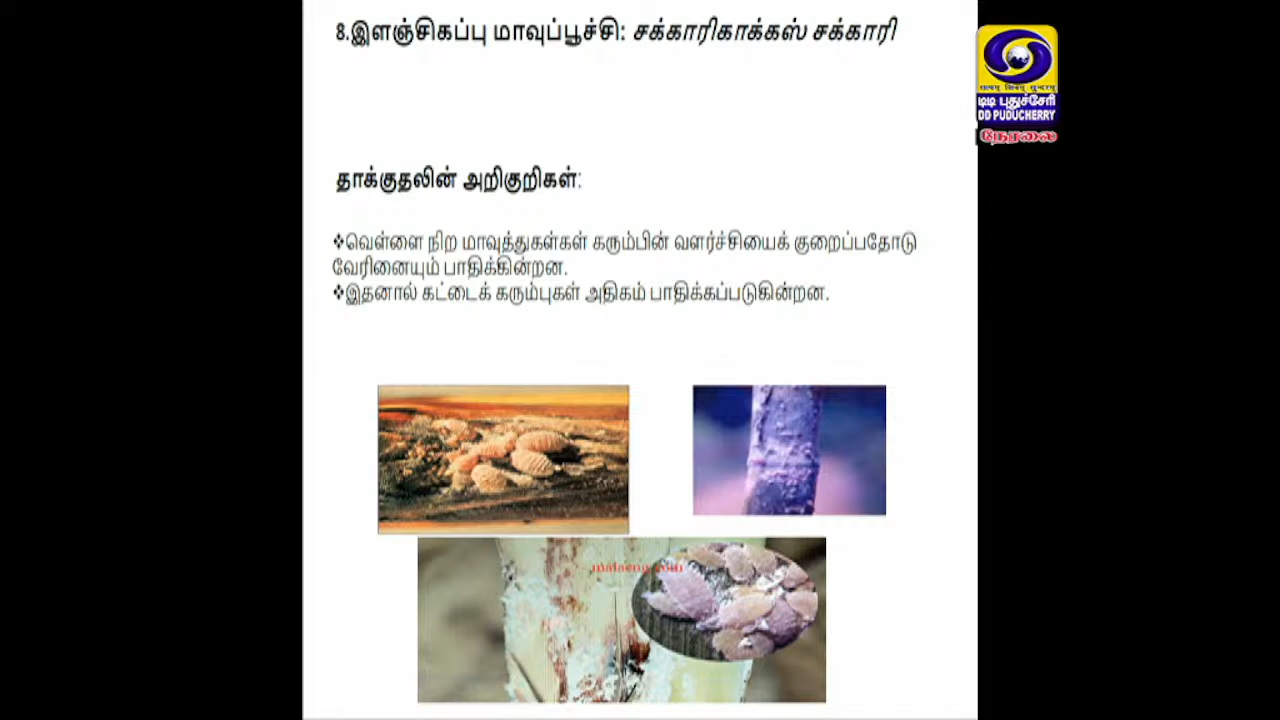 8.இளஞ்சிகப்பு மாவுப்பூச்சி: சக்காரிகாக்கஸ் சக்காரி
டிடி புதுச்சேரி
DD PUDUCHERRY
நேரலை
தாக்குதலின் அறிகுறிகள்:
❖வெள்ளை நிற மாவுத்துகள்கள் கரும்பின் வளர்ச்சியைக் குறைப்பதோடு
வேரினையும் பாதிக்கின்றன.
❖இதனால் கட்டைக் கரும்புகள் அதிகம் பாதிக்கப்படுகின்றன.